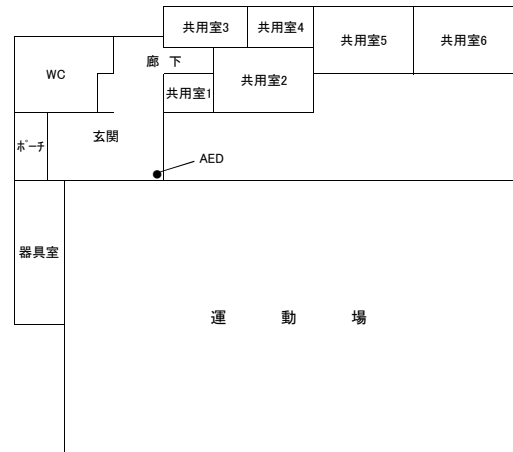 共用室3
共用室4
共用室5
共用室6
廊 下
WC
共用室2
共用室1
玄関
ポーチ
AED
器具室
運 動 場